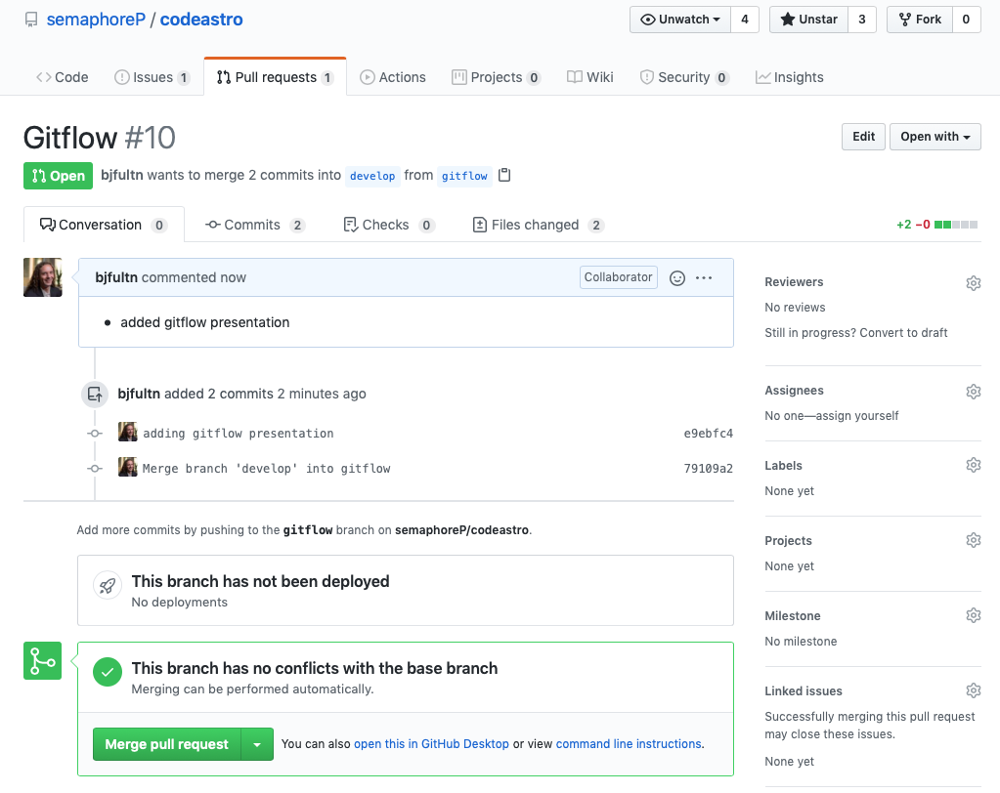 semaphoreP / codeastro
Unwatch 4 Unstar 3 Fork 0
Code Issues 1 Pull requests 1 Actions Projects 0 Wiki Security 0 Insights
Gitflow #10
Edit Open with
Open bjfultn wants to merge 2 commits into develop from gitflow
Conversation 0 Commits 2 Checks 0 Files changed 2
+2 −0
bjfultn commented now
Collaborator
• added gitflow presentation
bjfultn added 2 commits 2 minutes ago
adding gitflow presentation e9ebfc4
Merge branch 'develop' into gitflow 79109a2
Add more commits by pushing to the gitflow branch on semaphoreP/codeastro.
This branch has not been deployed
No deployments
This branch has no conflicts with the base branch
Merging can be performed automatically.
Merge pull request You can also open this in GitHub Desktop or view command line instructions.
Reviewers
No reviews
Still in progress? Convert to draft
Assignees
No one—assign yourself
Labels
None yet
Projects
None yet
Milestone
No milestone
Linked issues
Successfully merging this pull request
may close these issues.
None yet